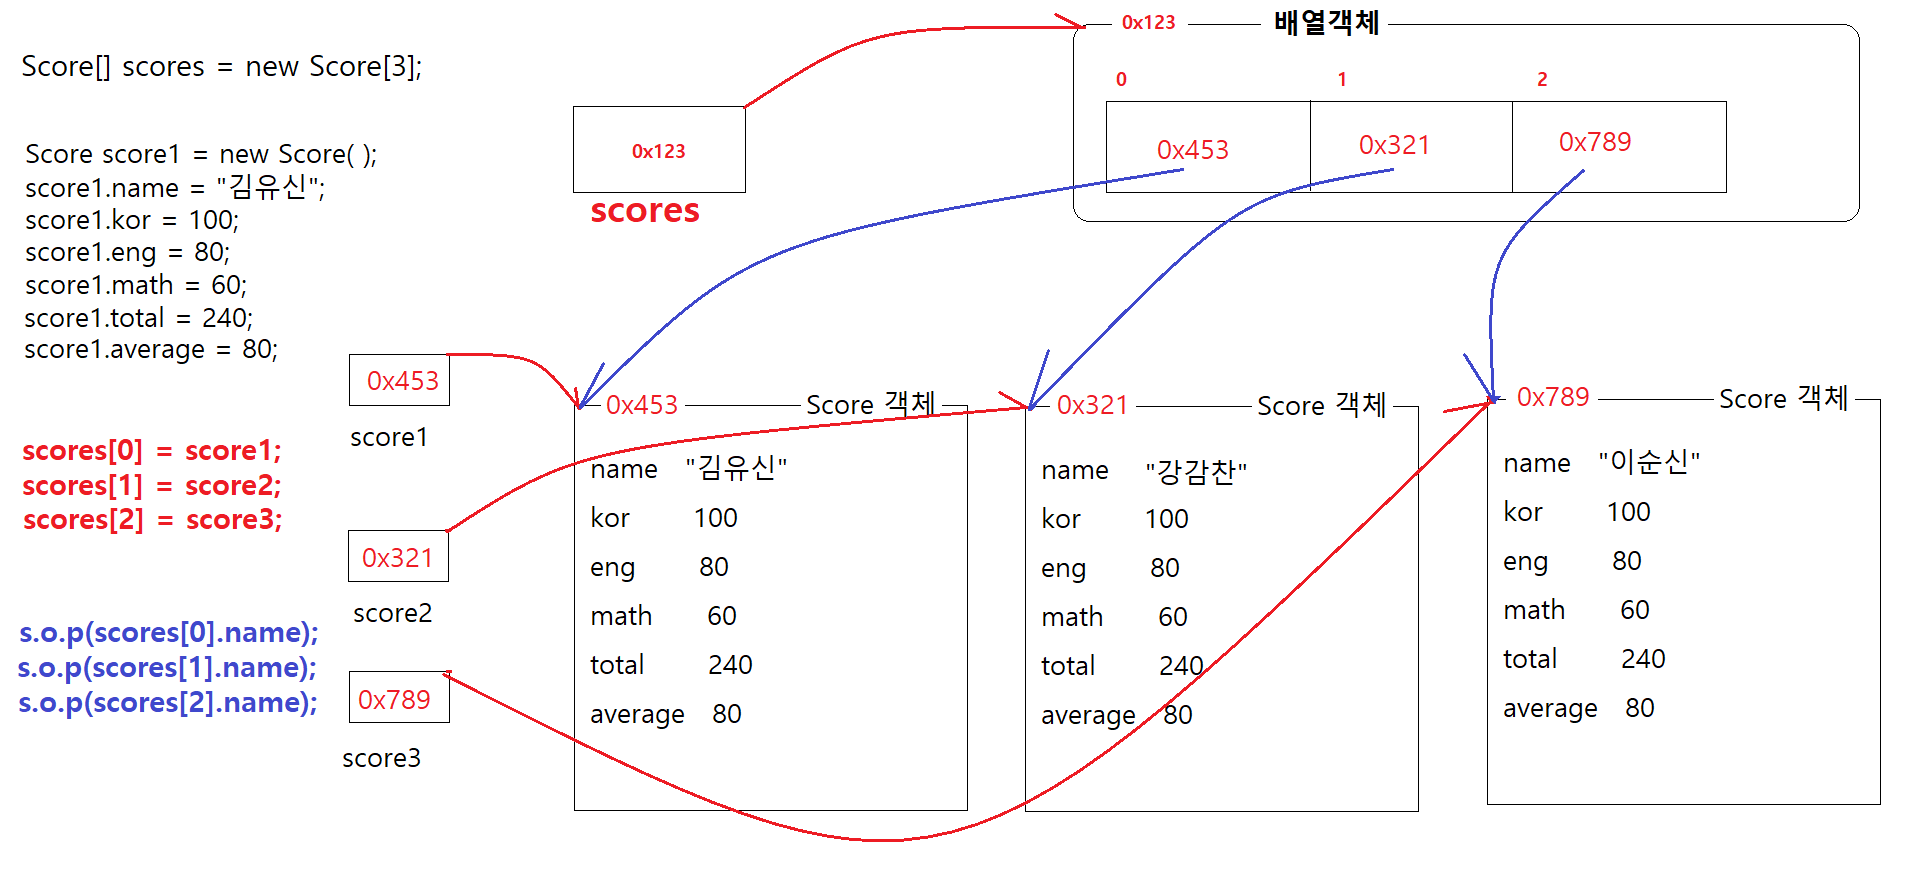 Score[] scores = new Score[3];
Score score1 = new Score( );
score1.name = "김유신";
score1.kor = 100;
score1.eng = 80;
score1.math = 60;
score1.total = 240;
score1.average = 80;
scores[0] = score1;
scores[1] = score2;
scores[2] = score3;
s.o.p(scores[0].name);
s.o.p(scores[1].name);
s.o.p(scores[2].name);
0x123
scores
0x123 배열객체
0 1 2
0x453 0x321 0x789
0x453
score1
0x321
score2
0x789
score3
0x453 Score 객체
name "김유신"
kor 100
eng 80
math 60
total 240
average 80
0x321 Score 객체
name "강감찬"
kor 100
eng 80
math 60
total 240
average 80
0x789 Score 객체
name "이순신"
kor 100
eng 80
math 60
total 240
average 80